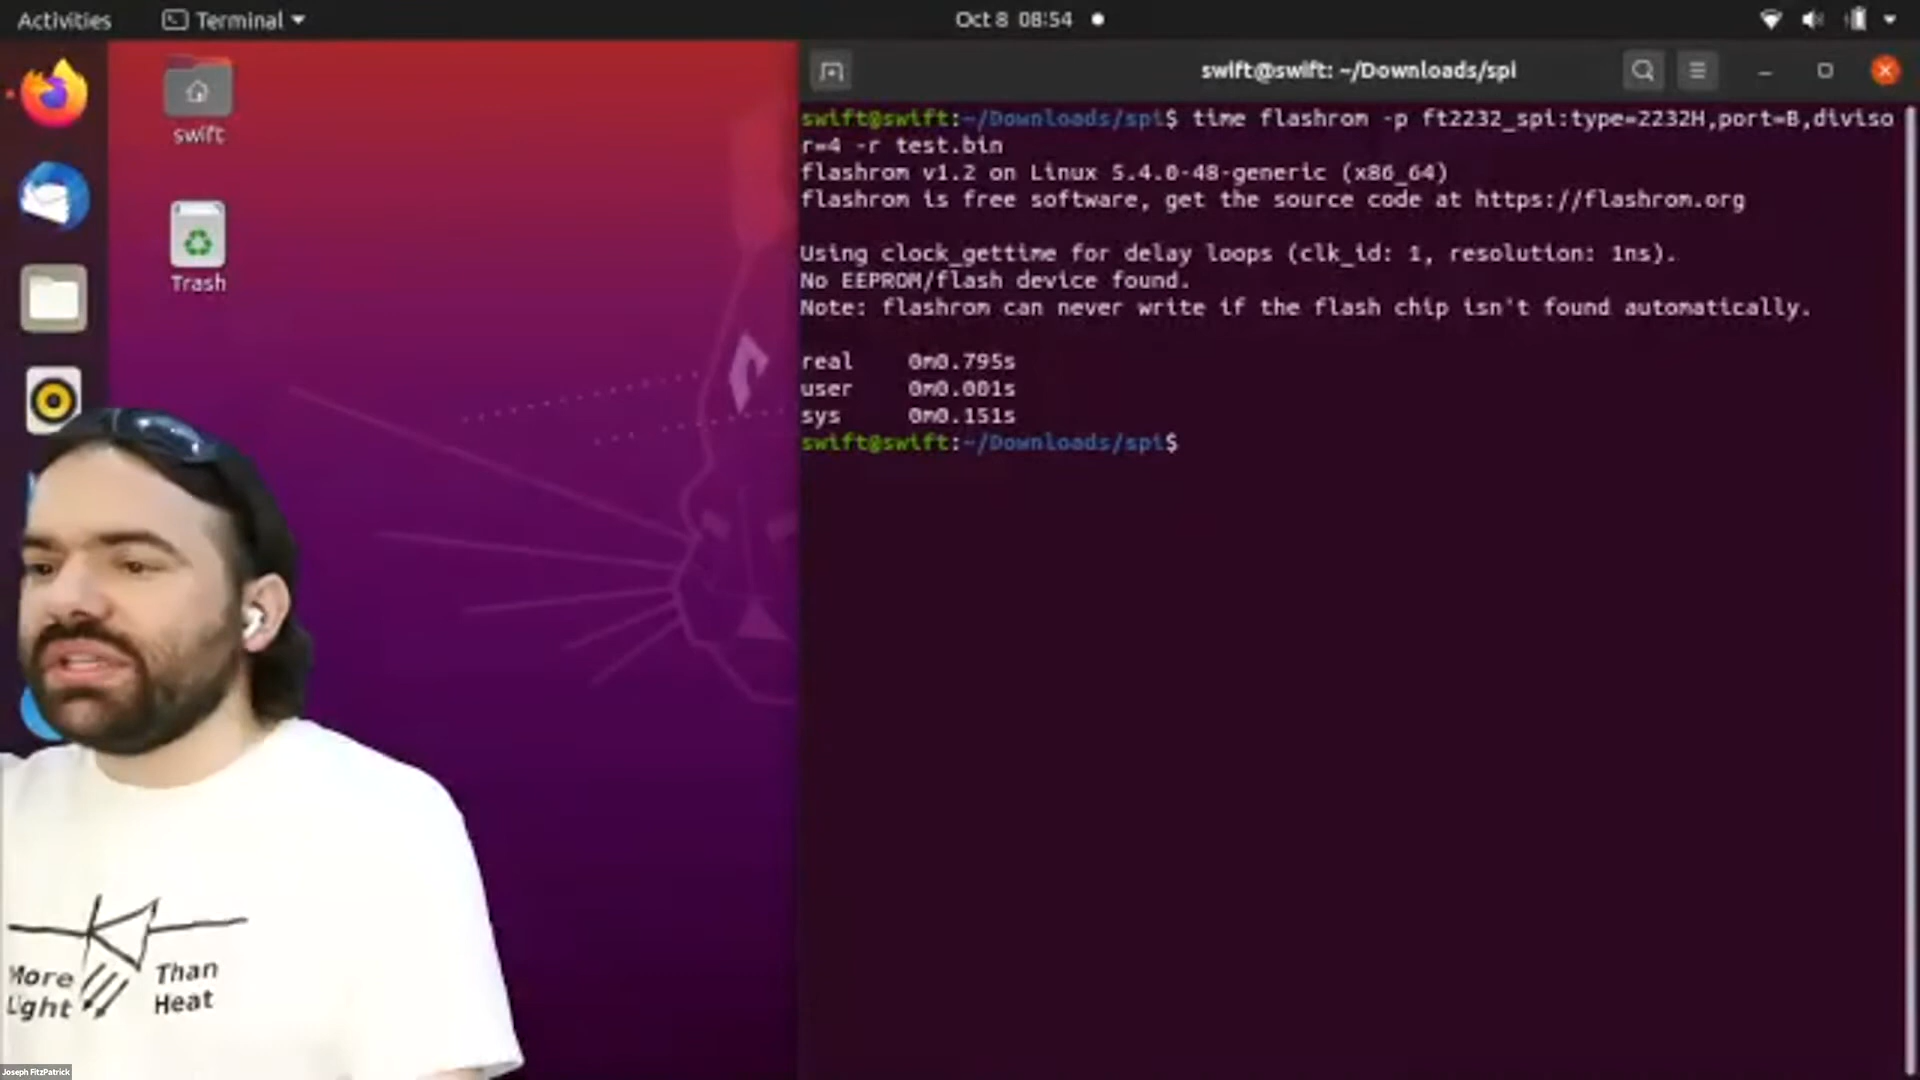 Activities
Terminal
Oct 8 08:54
swift
Trash
swift@swift: ~/Downloads/spi
swift@swift:~/Downloads/spi$ time flashrom -p ft2232_spi:type=2232H,port=B,diviso
r=4 -r test.bin
flashrom v1.2 on Linux 5.4.0-48-generic (x86_64)
flashrom is free software, get the source code at https://flashrom.org
Using clock_gettime for delay loops (clk_id: 1, resolution: 1ns).
No EEPROM/flash device found.
Note: flashrom can never write if the flash chip isn't found automatically.
real 0m0.795s
user 0m0.001s
sys 0m0.151s
swift@swift:~/Downloads/spi$
More Than
Light Heat
Joseph FitzPatrick